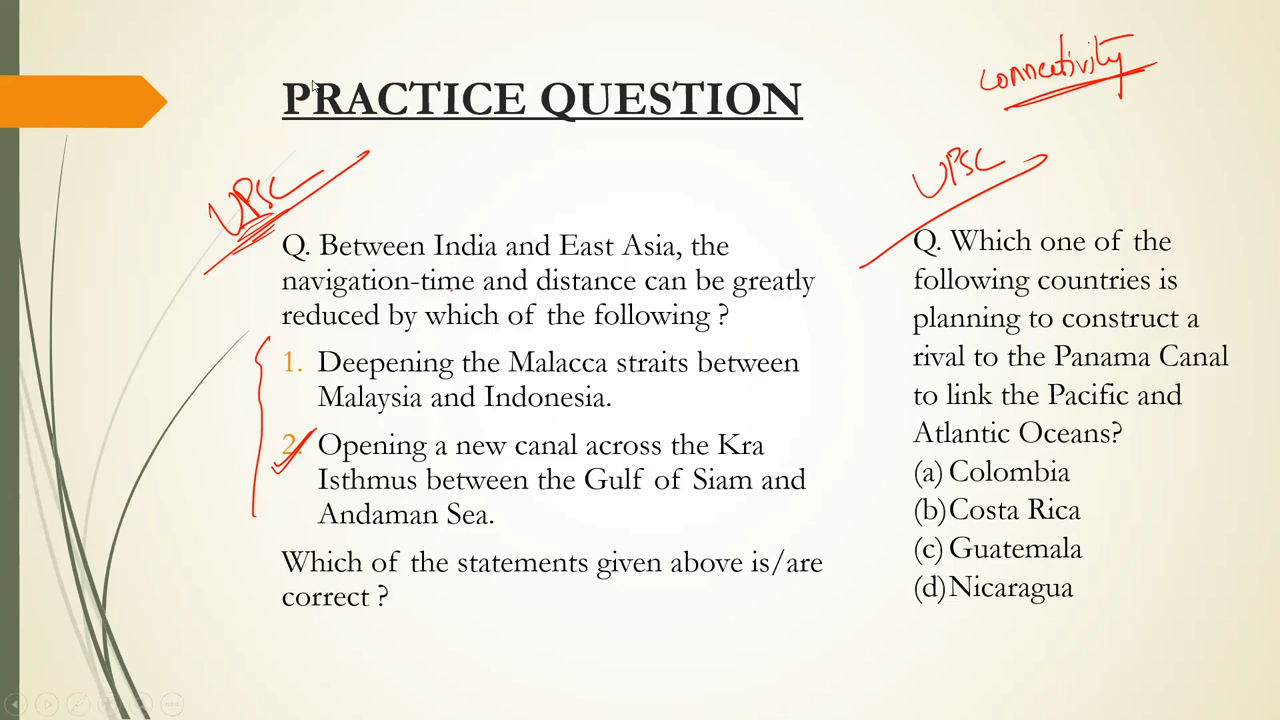 connectivity
PRACTICE QUESTION
UPSC
Q. Between India and East Asia, the
navigation-time and distance can be greatly
reduced by which of the following ?
1. Deepening the Malacca straits between
Malaysia and Indonesia.
2. Opening a new canal across the Kra
Isthmus between the Gulf of Siam and
Andaman Sea.
Which of the statements given above is/are
correct ?
UPSC
Q. Which one of the
following countries is
planning to construct a
rival to the Panama Canal
to link the Pacific and
Atlantic Oceans?
(a) Colombia
(b) Costa Rica
(c) Guatemala
(d) Nicaragua